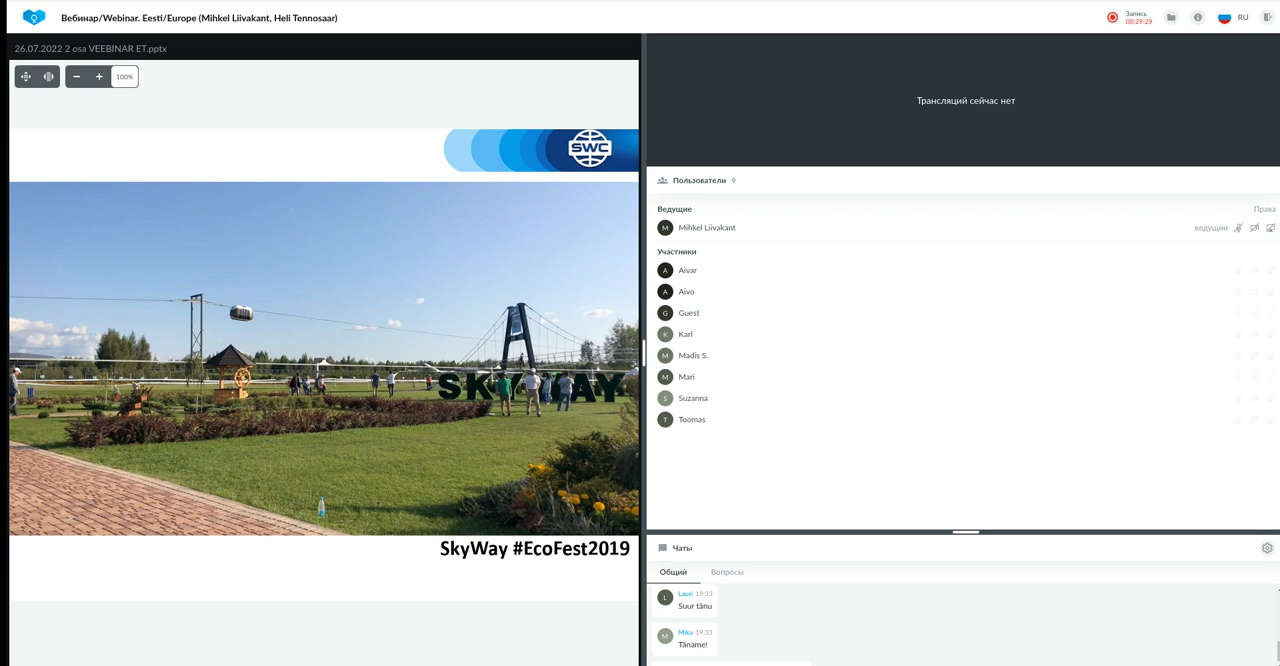 Вебинар/Webinar. Eesti/Europe (Mihkel Liivakant, Heli Tennosaar)
Запись
00:29:29
RU
26.07.2022 2 osa VEEBINAR ET.pptx
100%
SWC
SKYWAY
SkyWay #EcoFest2019
Трансляций сейчас нет
Пользователи 9
Ведущие
Права
M Mihkel Liivakant
ведущий
Участники
A Aivar
A Aivo
G Guest
K Karl
M Madis S.
M Mari
S Suzanna
T Toomas
Чаты
Общий Вопросы
L Lauri 19:33
Suur tänu
M Mika 19:33
Täname!